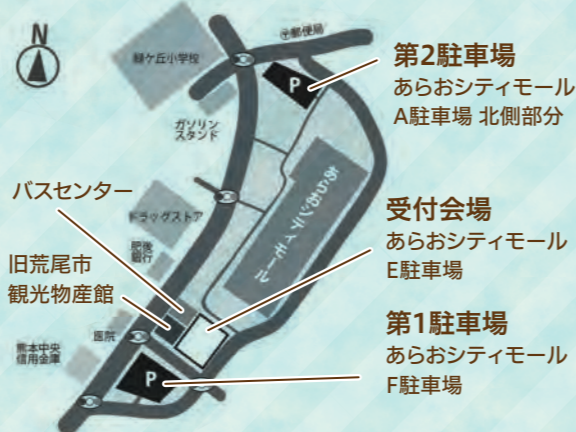 N
緑ケ丘小学校
〒郵便局
P
第2駐車場
あらおシティモール
A駐車場 北側部分
ガソリン
スタンド
バスセンター
ドラッグストア
あらおシティモール
受付会場
あらおシティモール
E駐車場
肥後
銀行
旧荒尾市
観光物産館
医院
熊本中央
信用金庫
P
第1駐車場
あらおシティモール
F駐車場